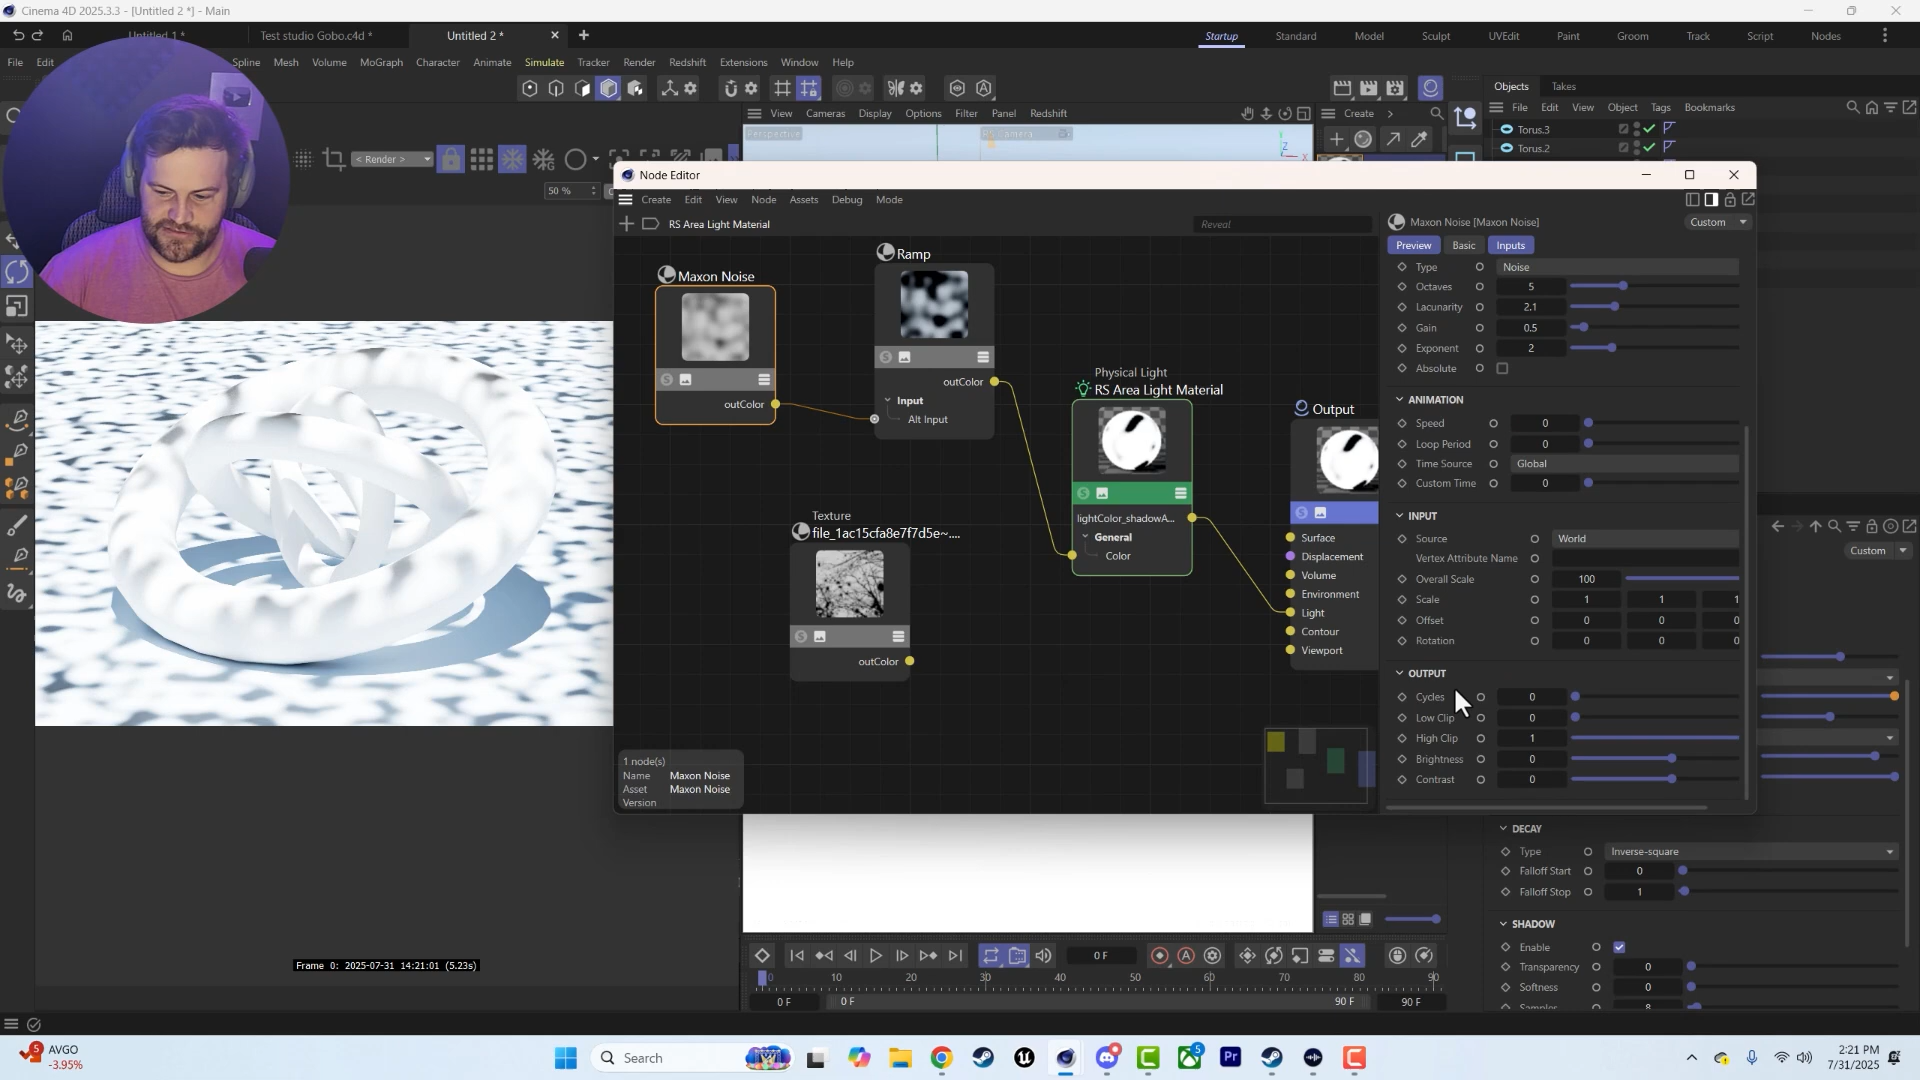 Cinema 4D 2025.3.3 - [Untitled 2 *] - Main
Untitled 1 *
Test studio Gobo.c4d *
Untitled 2 *
Startup
Standard
Model
Sculpt
UVEdit
Paint
Groom
Track
Script
Nodes
File Edit
Spline Mesh Volume MoGraph Character Animate Simulate Tracker Render Redshift Extensions Window Help
Objects
Takes
View Cameras Display Options Filter Panel Redshift
Create
File Edit View Object Tags Bookmarks
Perspective
RS Camera
Torus.3
Torus.2
< Render >
50 %
Node Editor
Create Edit View Node Assets Debug Mode
RS Area Light Material
Reveal
Maxon Noise [Maxon Noise]
Custom
Preview
Basic
Inputs
Ramp
Maxon Noise
outColor
outColor
Input
Alt Input
Physical Light
RS Area Light Material
lightColor_shadowA...
General
Color
Output
Surface
Displacement
Volume
Environment
Light
Contour
Viewport
Texture
file_1ac15cfa8e7f7d5e~....
outColor
1 node(s)
Name Maxon Noise
Asset Maxon Noise
Version
Type Noise
Octaves 5
Lacunarity 2.1
Gain 0.5
Exponent 2
Absolute
ANIMATION
Speed 0
Loop Period 0
Time Source Global
Custom Time 0
INPUT
Source World
Vertex Attribute Name
Overall Scale 100
Scale 1 1 1
Offset 0 0 0
Rotation 0 0 0
OUTPUT
Cycles 0
Low Clip 0
High Clip 1
Brightness 0
Contrast 0
Custom
DECAY
Type Inverse-square
Falloff Start 0
Falloff Stop 1
SHADOW
Enable
Transparency 0
Softness 0
Samples 8
Frame 0: 2025-07-31 14:21:01 (5.23s)
0 F
0 10 20 30 40 50 60 70 80 90
0 F
0 F
90 F
90 F
5
AVGO
-3.95%
Search
5
Pr
2:21 PM
7/31/2025